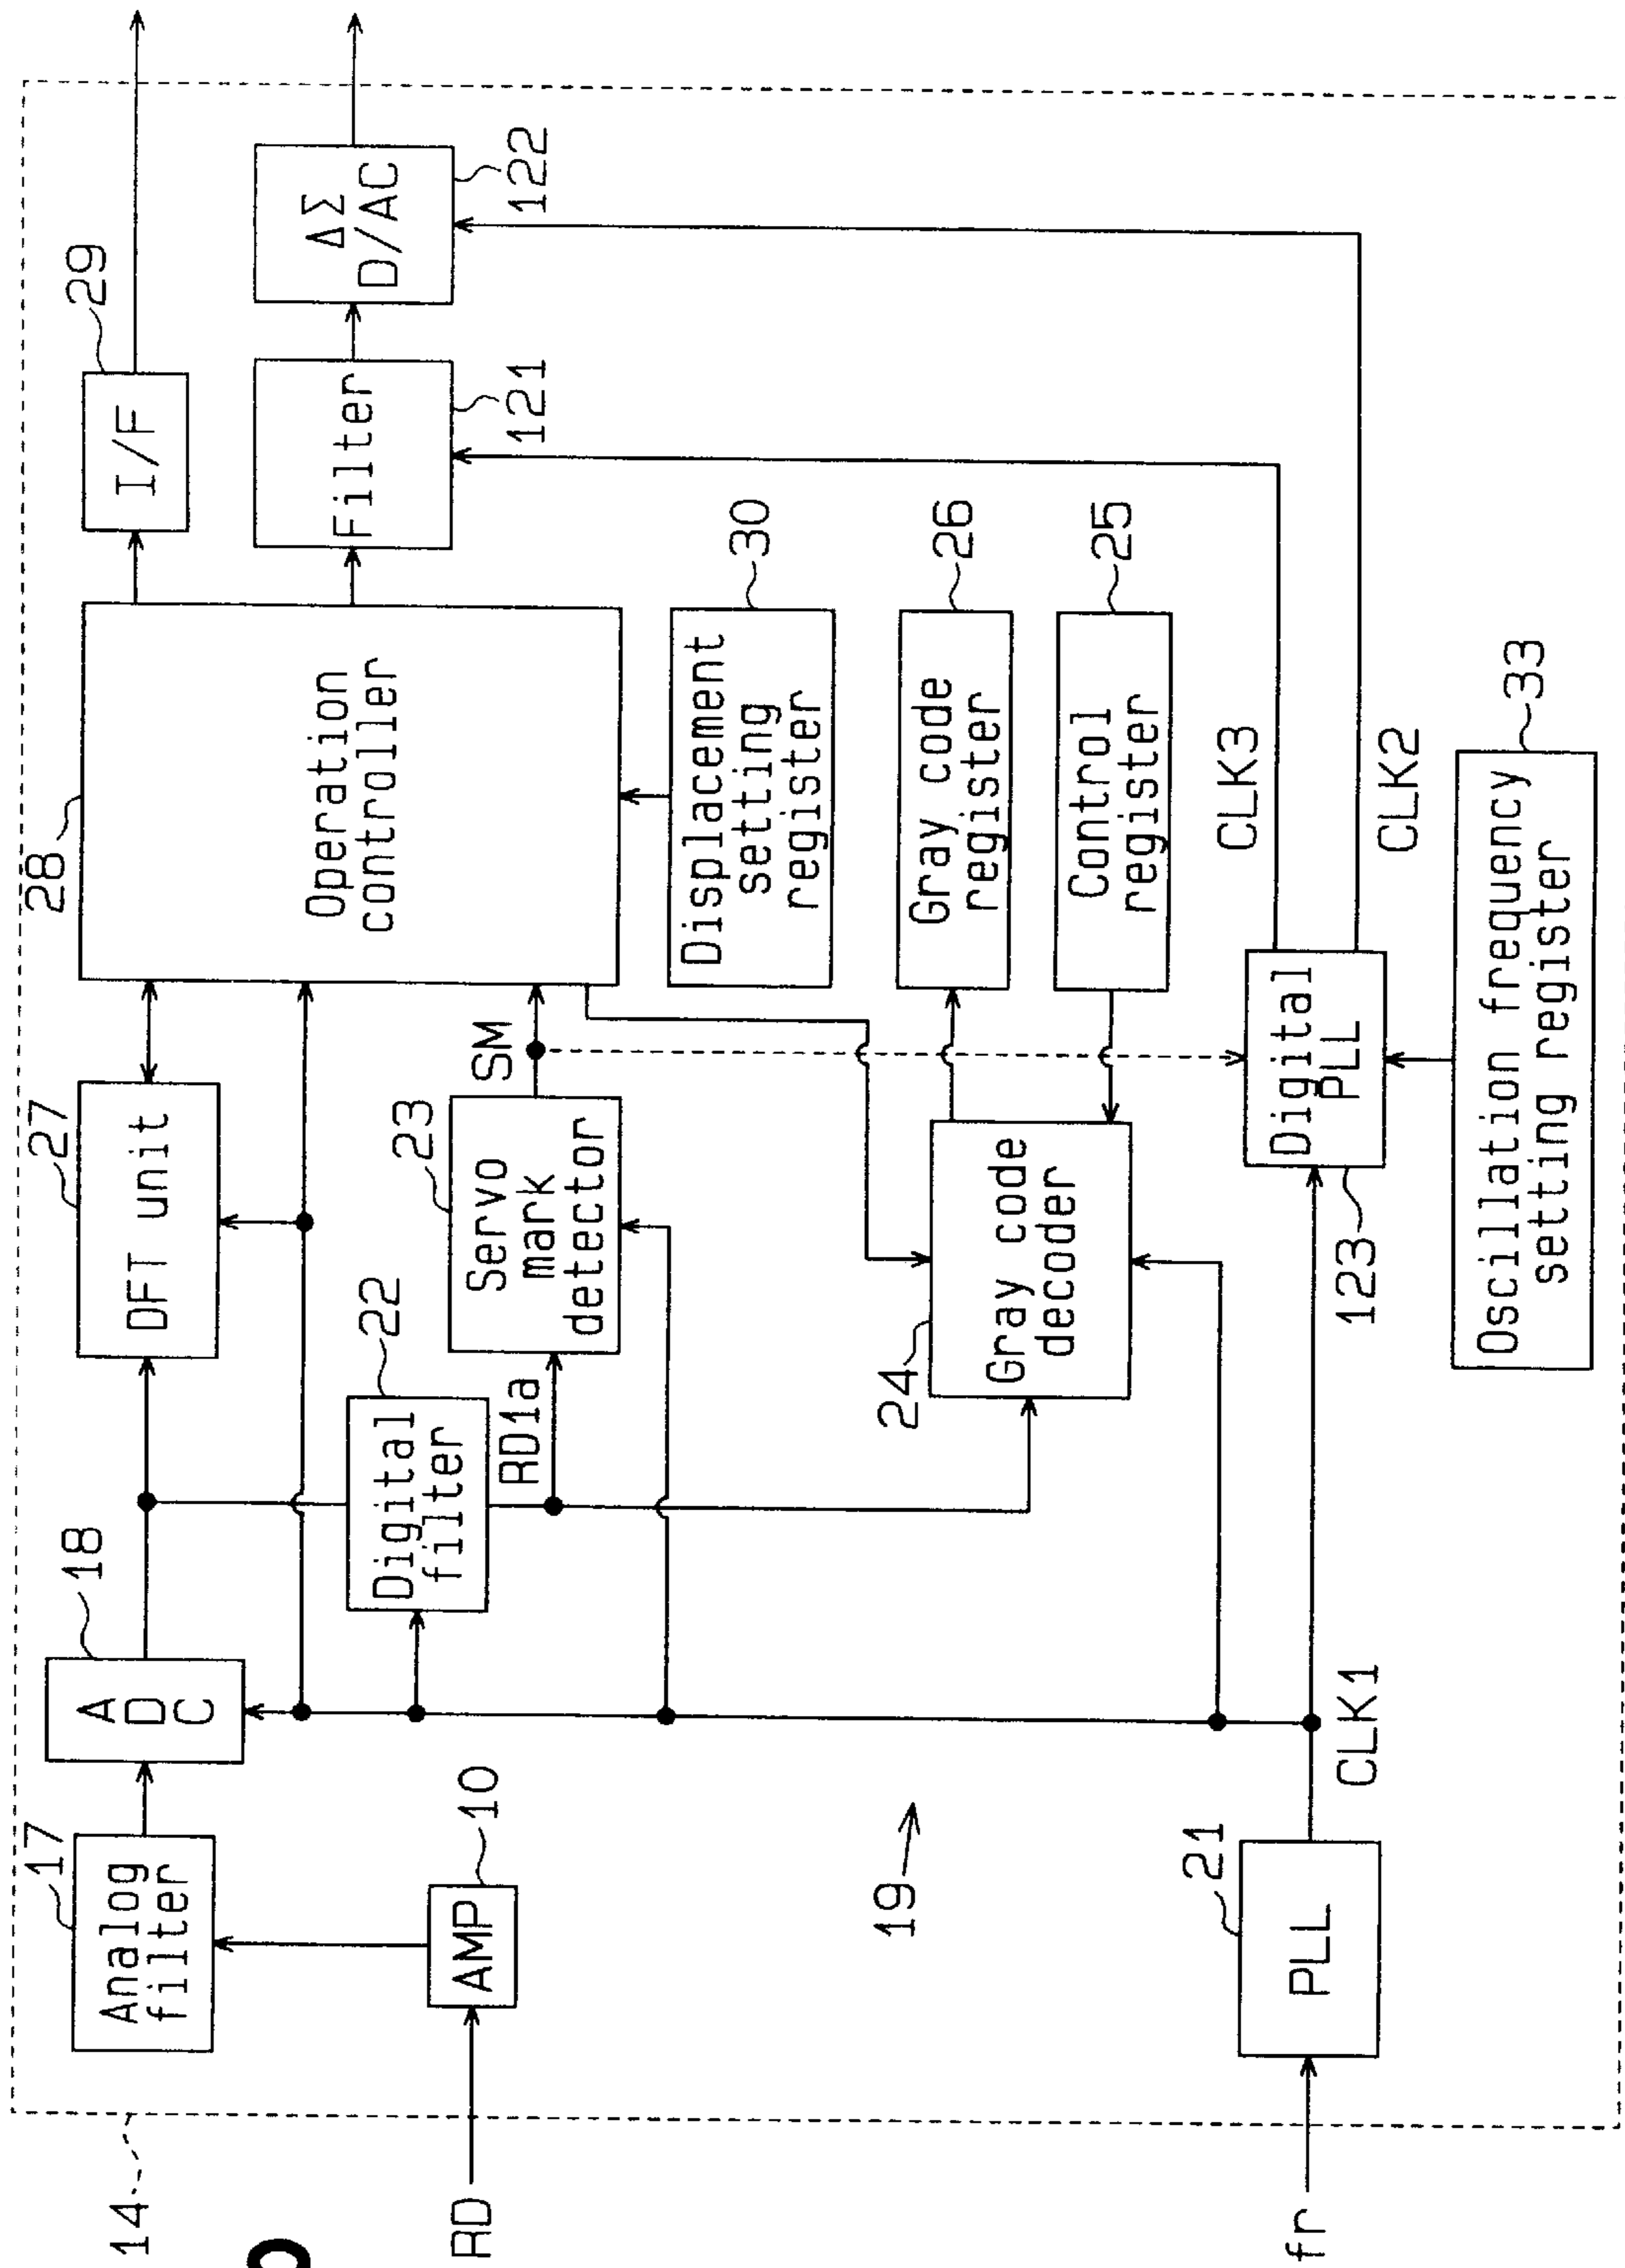 14
RD
fr
Analog
filter
17
AMP
10
PLL
21
19
CLK1
A
D
C
18
Digital
filter
22
RD1a
DFT unit
27
Servo
mark
detector
23
SM
Gray code
decoder
24
Digital
PLL
123
Oscillation frequency
setting register
33
Operation
controller
28
Displacement
setting
register
30
Gray code
register
26
Control
register
25
CLK3
CLK2
I/F
29
Filter
121
ΔΣ
D/AC
122